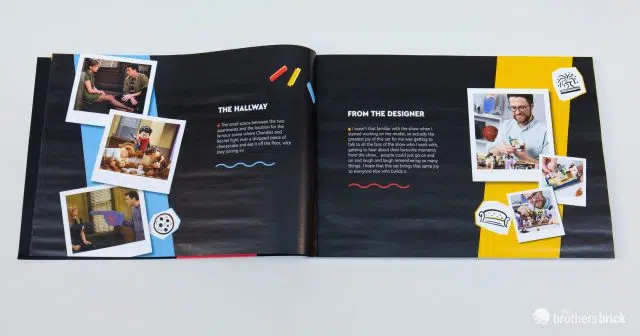 THE HALLWAY
The small space between the two
apartments and the location for the
famous scene where Chandler and
Rachel fight over a dropped piece of
cheesecake and eat it off the floor, with
Joey joining in!
FROM THE DESIGNER
I wasn't that familiar with the show when I
started working on the model, so actually the
greatest joy of this set for me was getting
to talk to all the fans of the show who I work with,
getting to hear about their favourite moments
from the show... people could just go on and
on and laugh and laugh remembering so many
things. I hope that this set brings that same joy
to everyone else who builds it.
the
brothersbrick